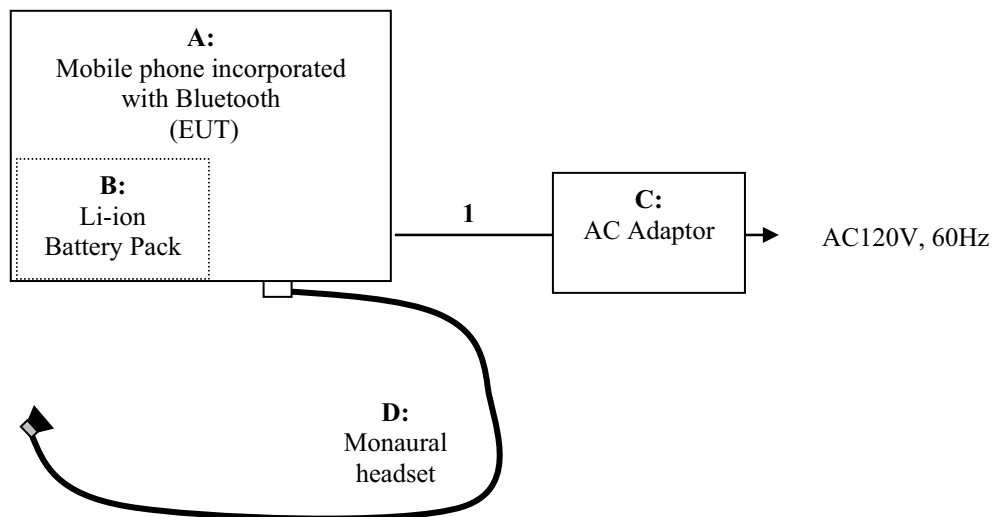 A:
Mobile phone incorporated
with Bluetooth
(EUT)
B:
Li-ion
Battery Pack
1
C:
AC Adaptor
AC120V, 60Hz
D:
Monaural
headset